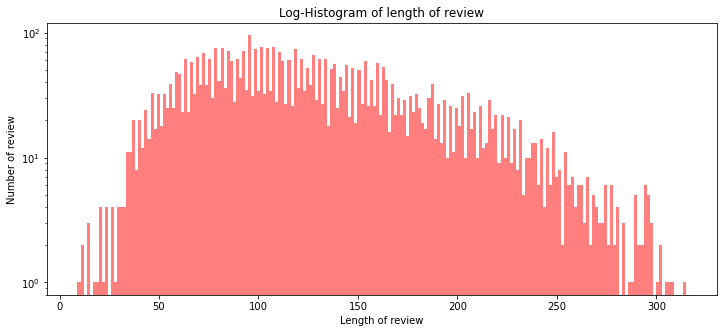 Log-Histogram of length of review
Number of review
10²
10¹
10⁰
0 50 100 150 200 250 300
Length of review